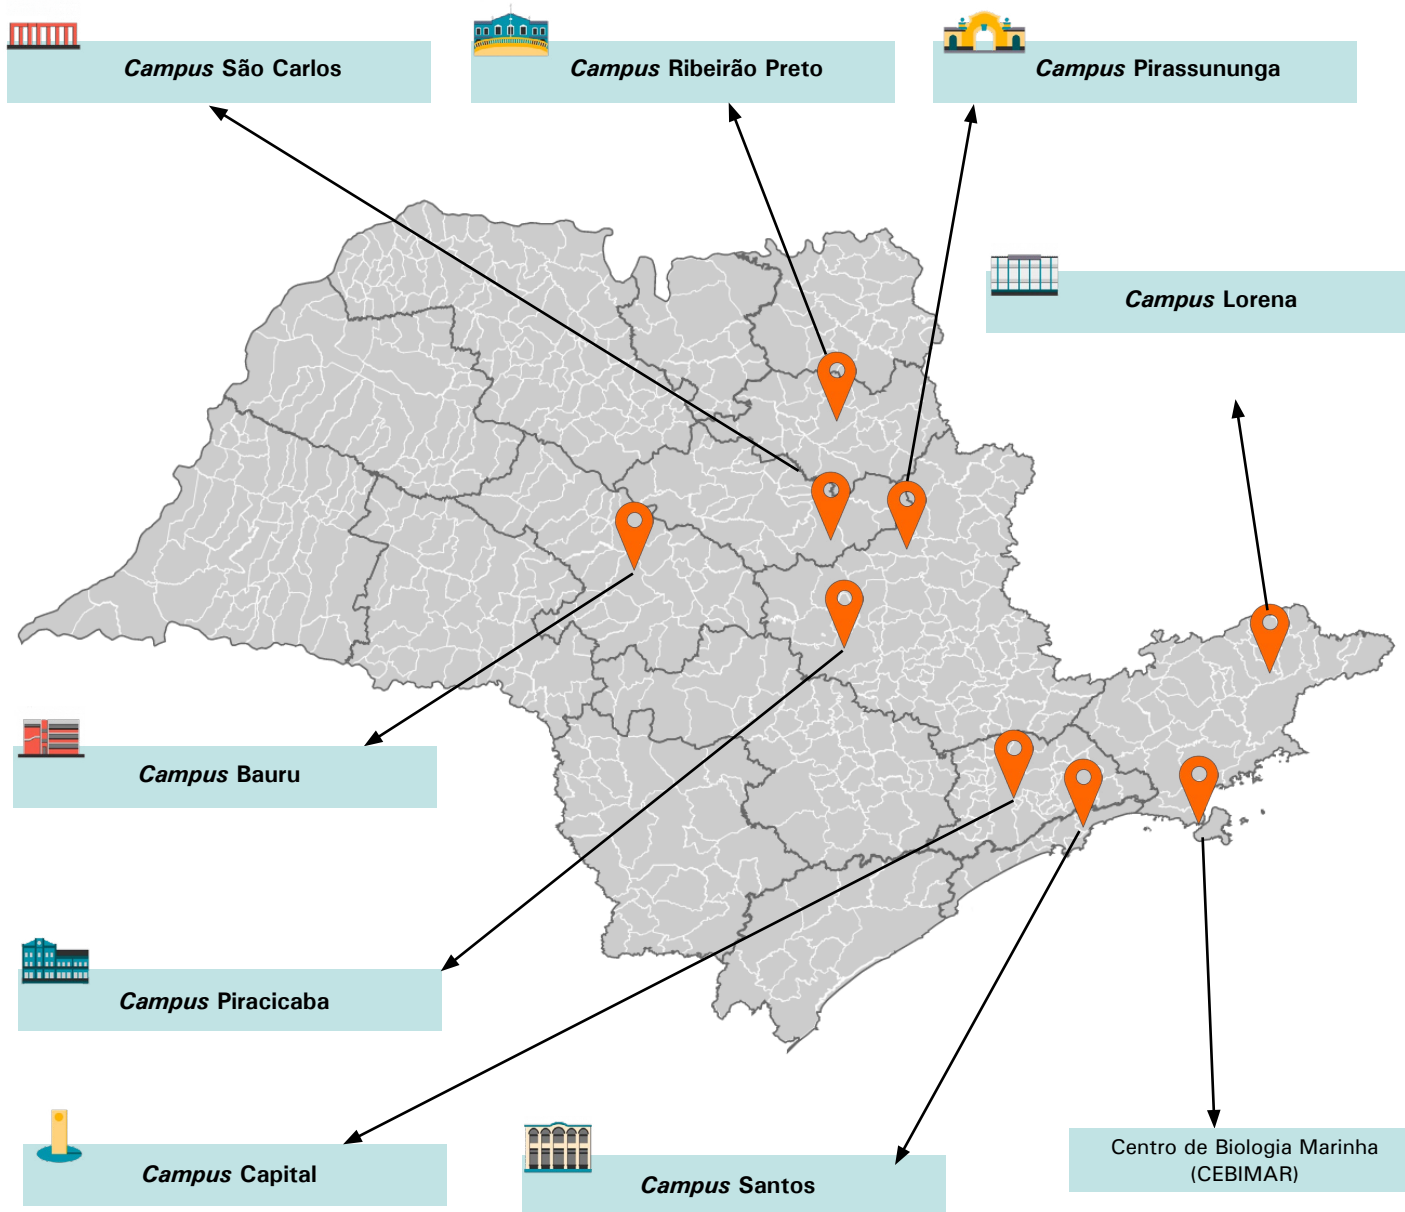 Campus São Carlos
Campus Ribeirão Preto
Campus Pirassununga
Campus Lorena
Campus Bauru
Campus Piracicaba
Campus Capital
Campus Santos
Centro de Biologia Marinha
(CEBIMAR)